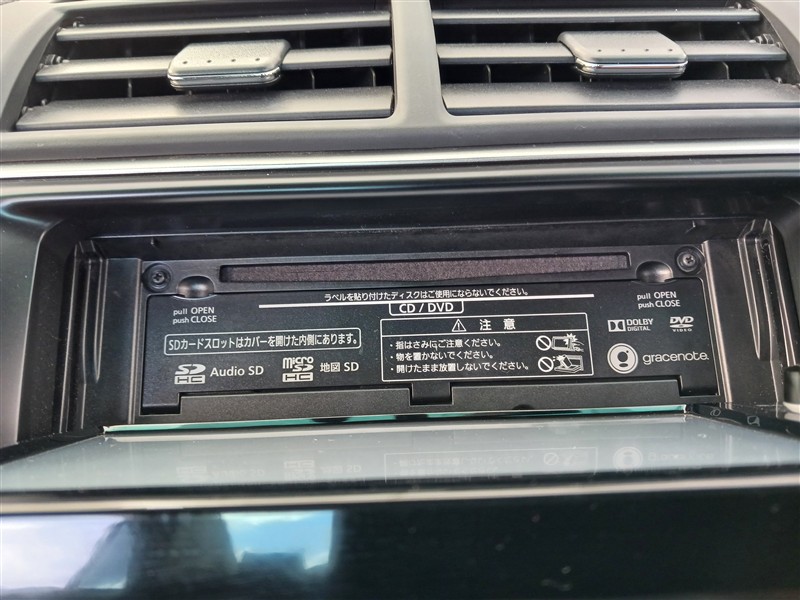 ラベルを貼り付けたディスクはご使用にならないでください。
CD / DVD
pull OPEN
push CLOSE
pull OPEN
push CLOSE
SDカードスロットはカバーを開けた内側にあります。
SD HC Audio SD
micro SD HC 地図 SD
注 意
・指はさみにご注意ください。
・物を置かないでください。
・開けたまま放置しないでください。
DOLBY
DIGITAL
DVD
VIDEO
gracenote.